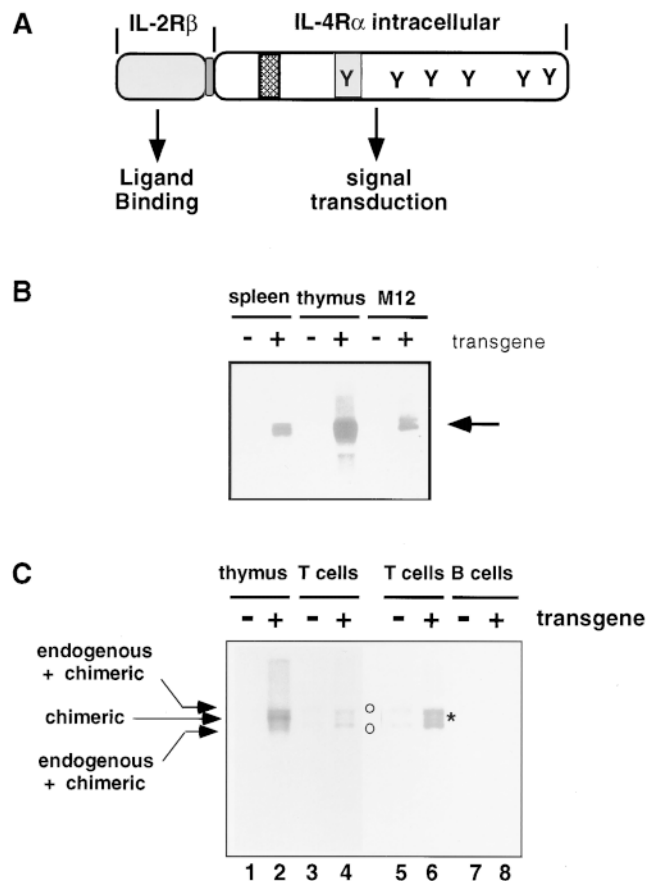 A
IL-2Rβ IL-4Rα intracellular
Y Y Y Y Y Y
Ligand Binding
signal transduction
B
spleen thymus M12
- + - + - + transgene
C
thymus T cells T cells B cells
- + - + - + - + transgene
endogenous + chimeric
chimeric
endogenous + chimeric
*
1 2 3 4 5 6 7 8